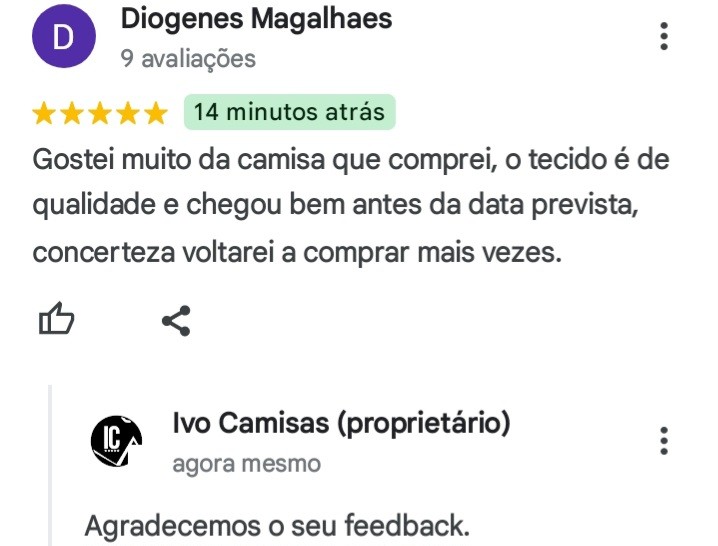 D
Diogenes Magalhaes
9 avaliações
14 minutos atrás
Gostei muito da camisa que comprei, o tecido é de
qualidade e chegou bem antes da data prevista,
concerteza voltarei a comprar mais vezes.
IC
Ivo Camisas (proprietário)
agora mesmo
Agradecemos o seu feedback.